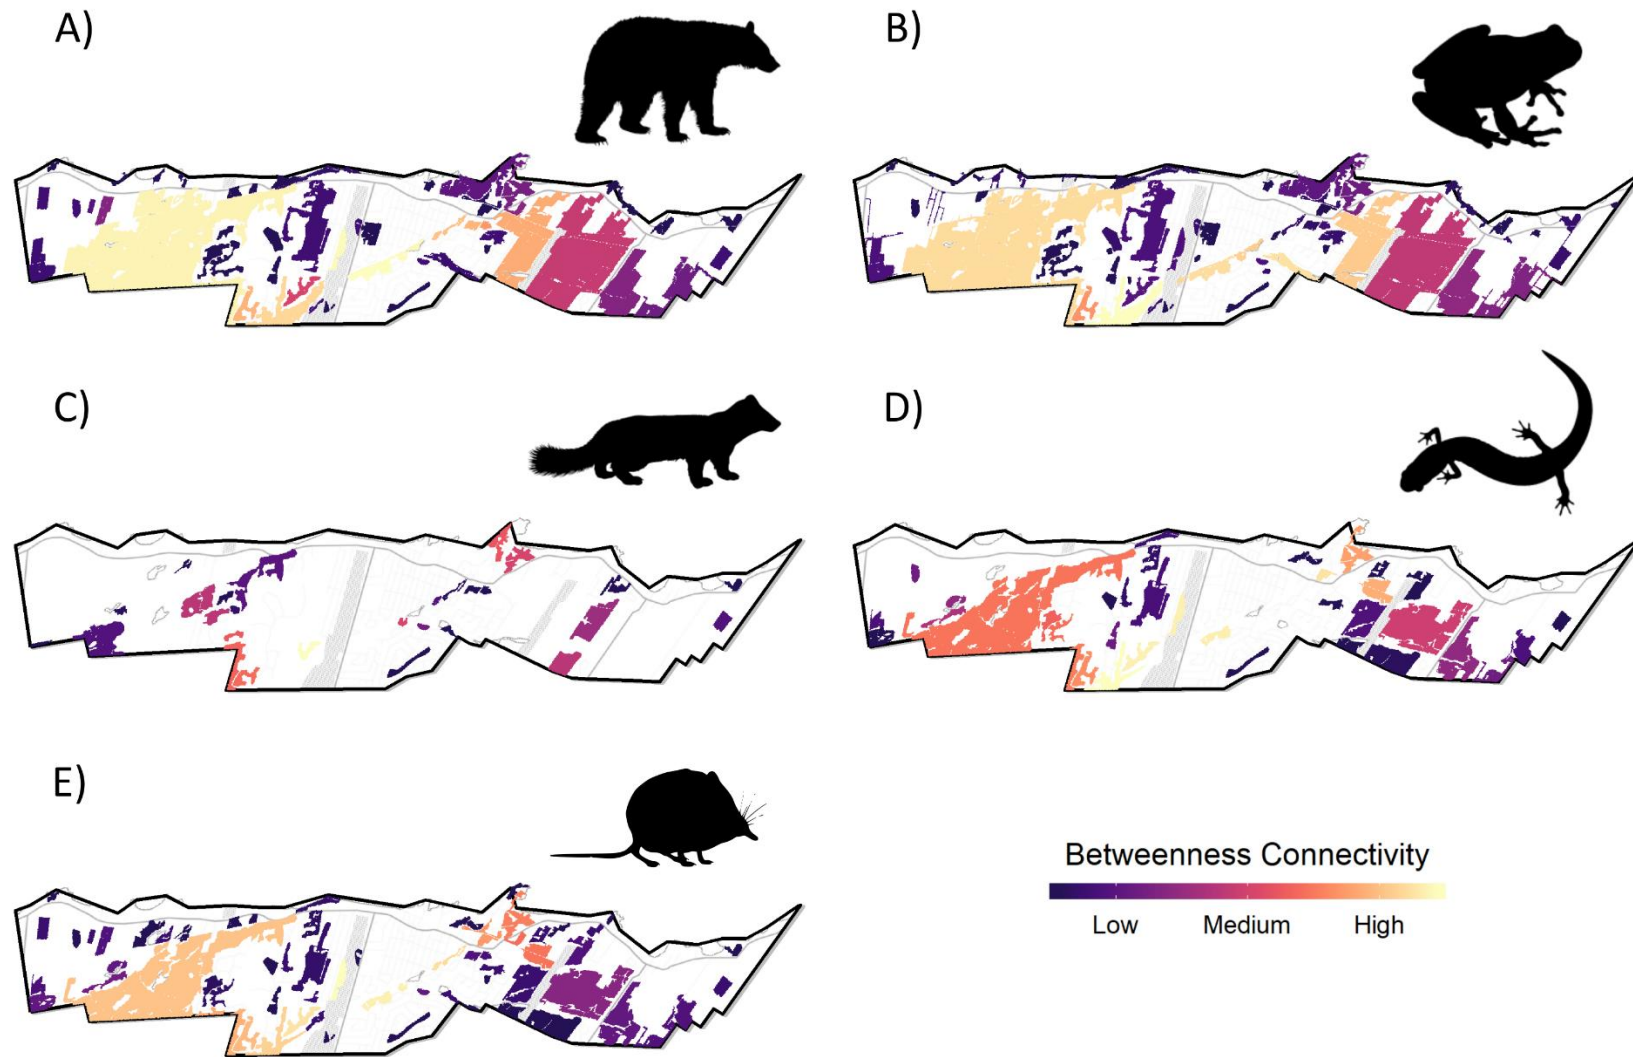 A)
B)
C)
D)
E)
Betweenness Connectivity
Low Medium High